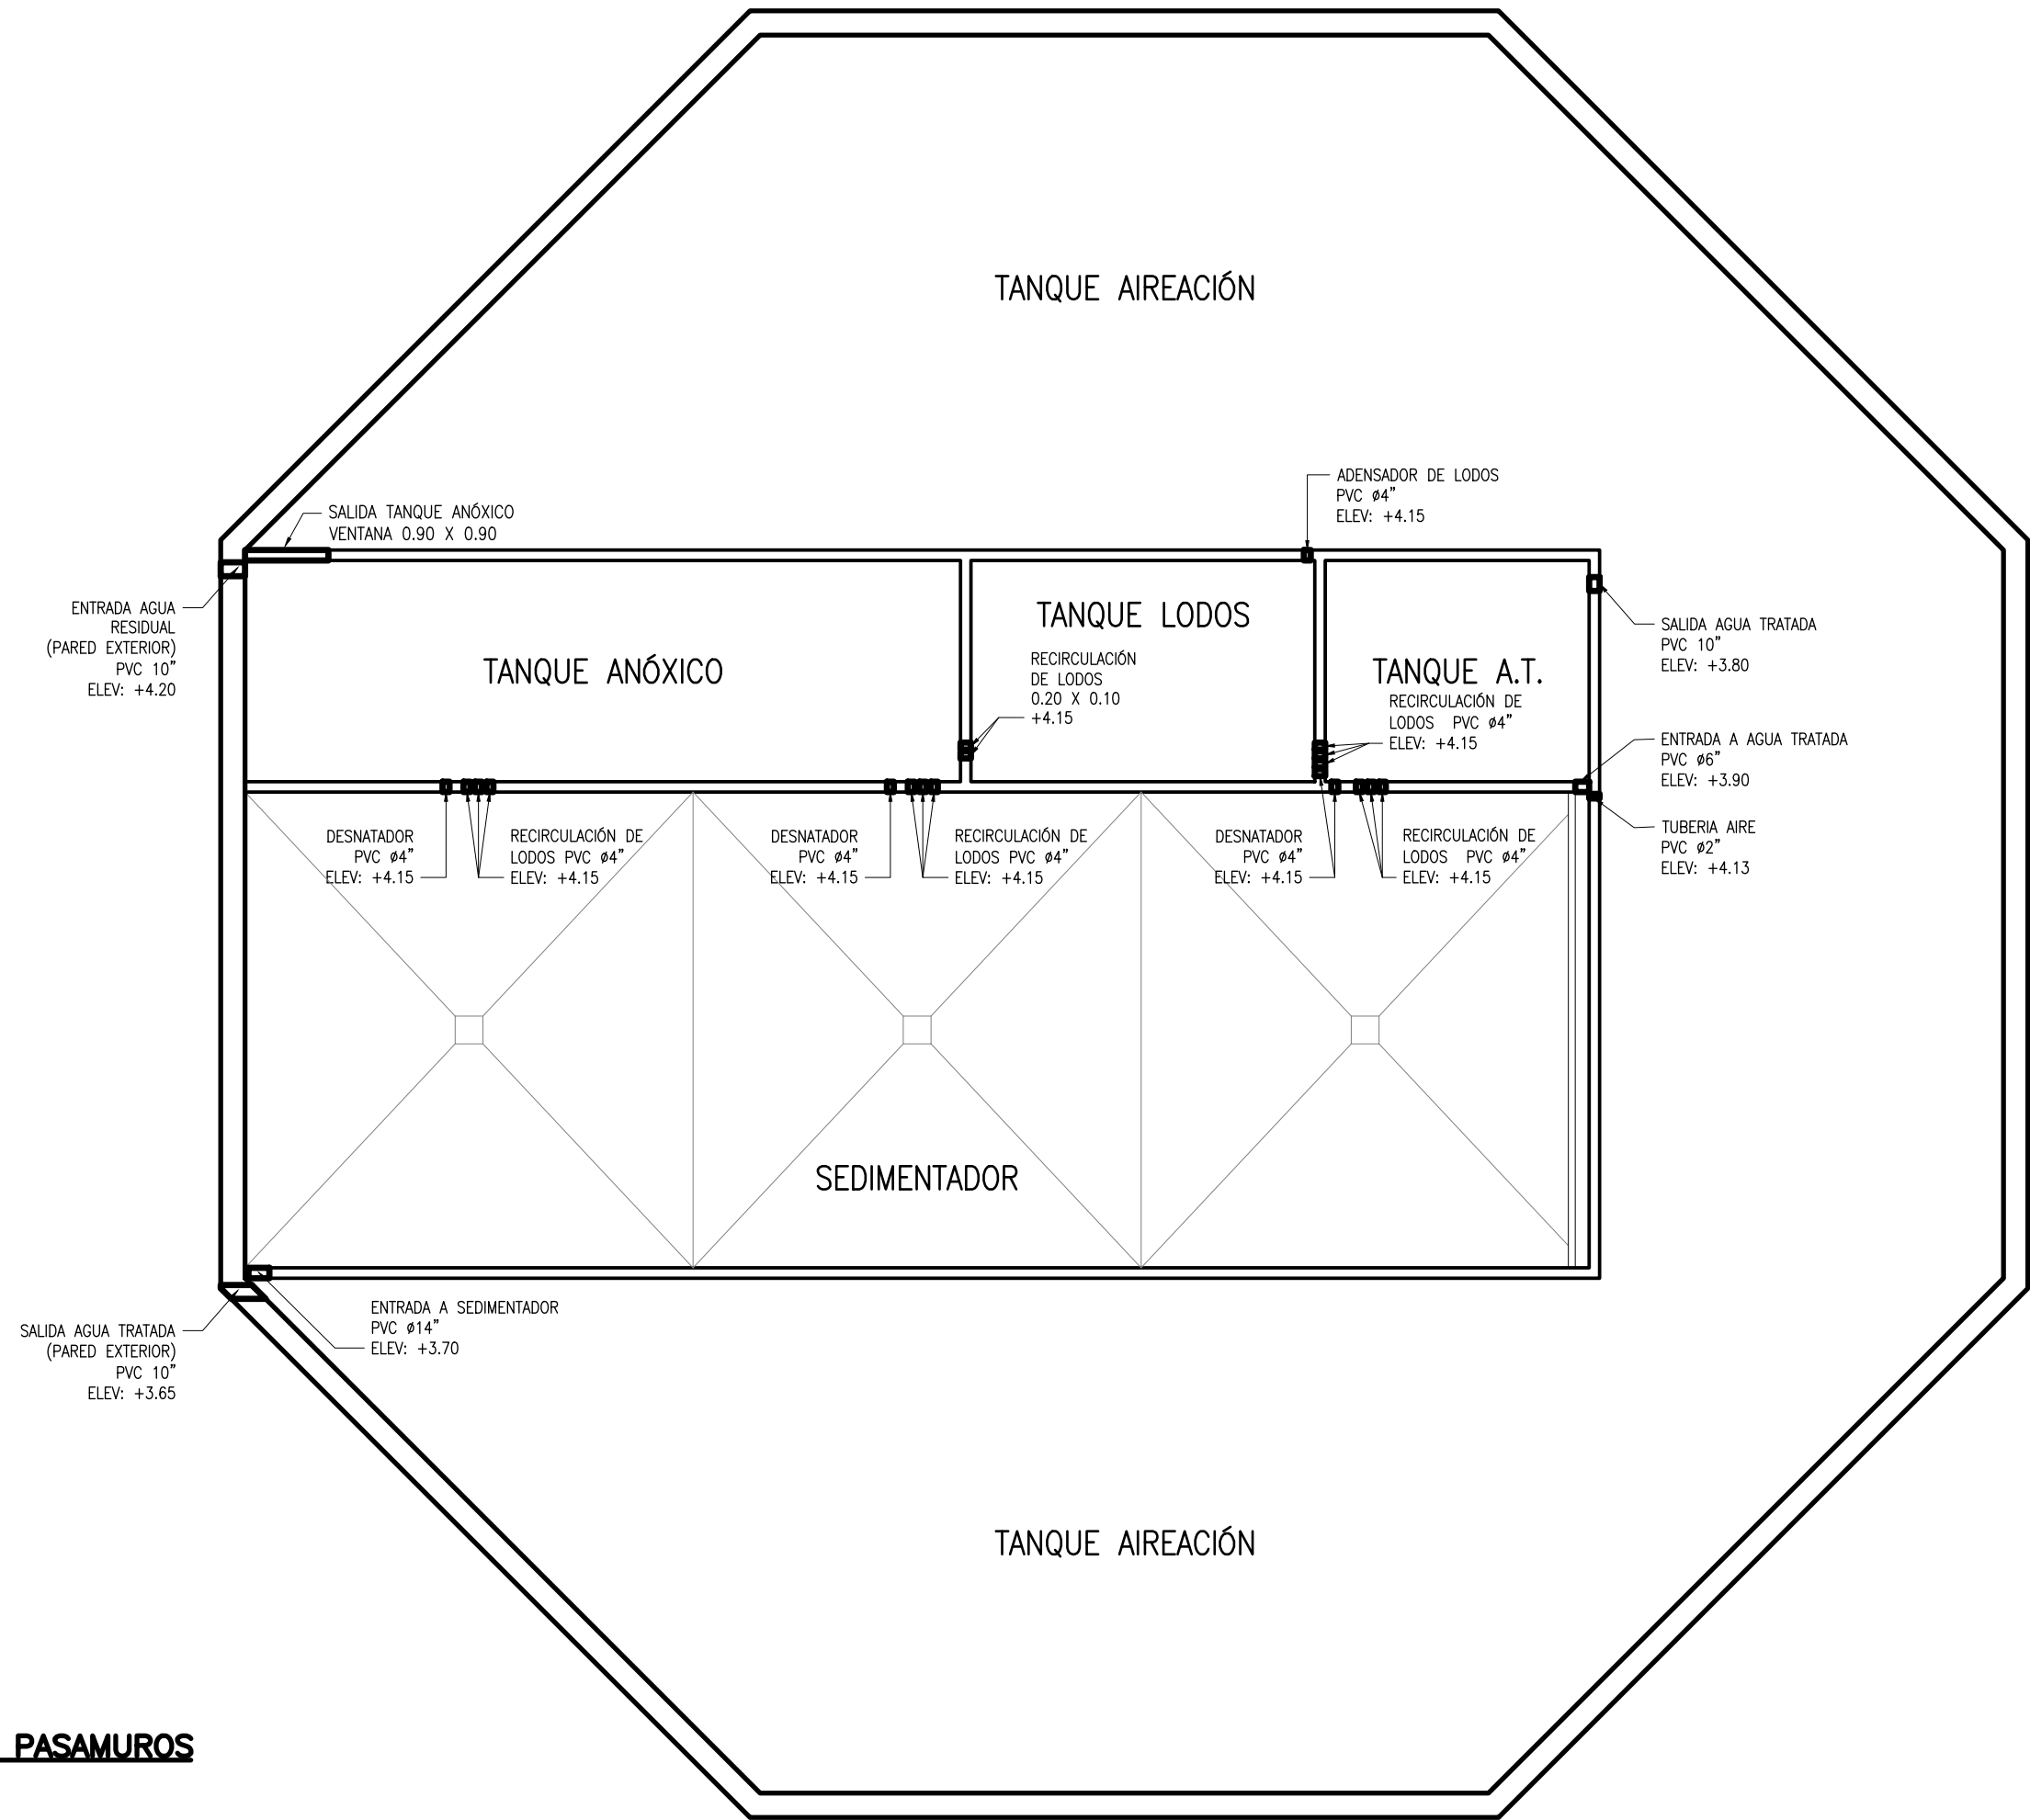 TANQUE AIREACIÓN
ADENSADOR DE LODOS
PVC ø4”
ELEV: +4.15
SALIDA TANQUE ANÓXICO
VENTANA 0.90 X 0.90
ENTRADA AGUA
RESIDUAL
(PARED EXTERIOR)
PVC 10”
ELEV: +4.20
TANQUE ANÓXICO
TANQUE LODOS
RECIRCULACIÓN
DE LODOS
0.20 X 0.10
+4.15
TANQUE A.T.
RECIRCULACIÓN DE
LODOS PVC ø4”
ELEV: +4.15
SALIDA AGUA TRATADA
PVC 10”
ELEV: +3.80
ENTRADA A AGUA TRATADA
PVC ø6”
ELEV: +3.90
TUBERIA AIRE
PVC ø2”
ELEV: +4.13
DESNATADOR
PVC ø4”
ELEV: +4.15
RECIRCULACIÓN DE
LODOS PVC ø4”
ELEV: +4.15
DESNATADOR
PVC ø4”
ELEV: +4.15
RECIRCULACIÓN DE
LODOS PVC ø4”
ELEV: +4.15
DESNATADOR
PVC ø4”
ELEV: +4.15
RECIRCULACIÓN DE
LODOS PVC ø4”
ELEV: +4.15
SEDIMENTADOR
ENTRADA A SEDIMENTADOR
PVC ø14”
ELEV: +3.70
SALIDA AGUA TRATADA
(PARED EXTERIOR)
PVC 10”
ELEV: +3.65
TANQUE AIREACIÓN
PASAMUROS